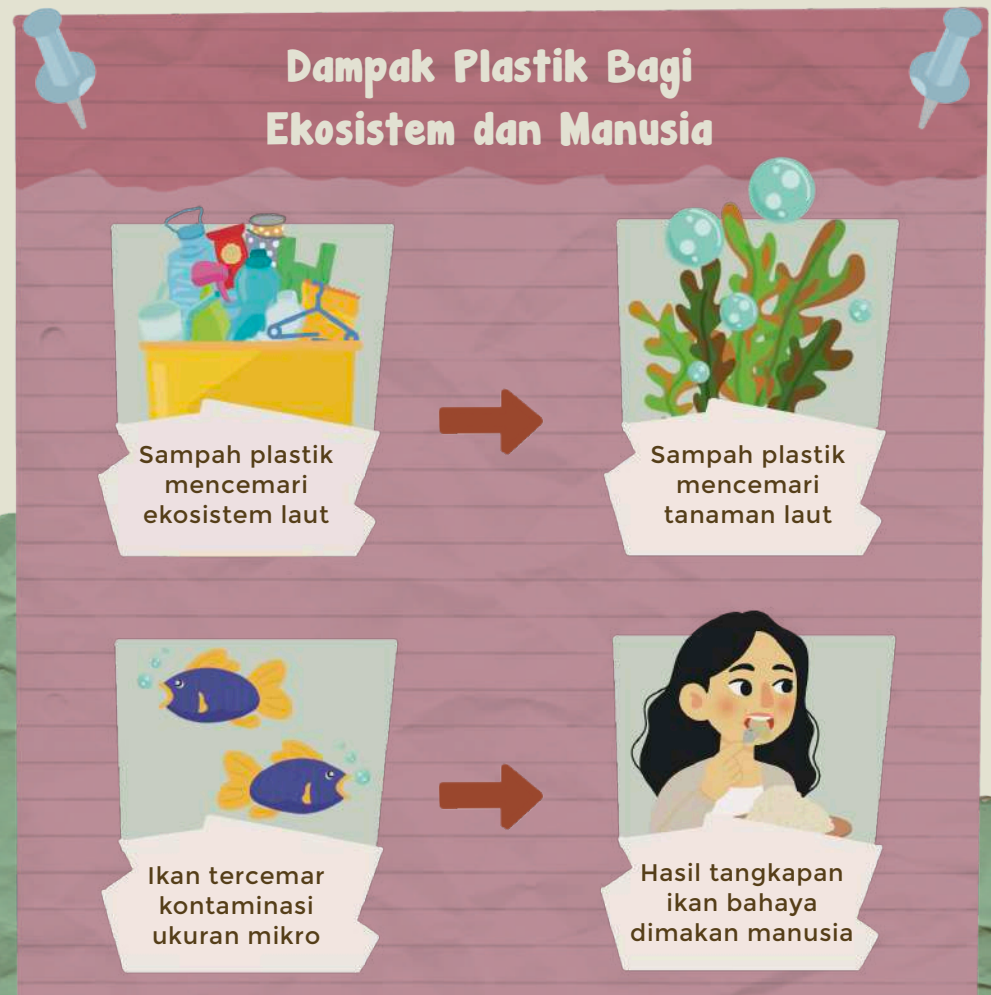 Dampak Plastik Bagi
Ekosistem dan Manusia
Sampah plastik
mencemari
ekosistem laut
Sampah plastik
mencemari
tanaman laut
Ikan tercemar
kontaminasi
ukuran mikro
Hasil tangkapan
ikan bahaya
dimakan manusia